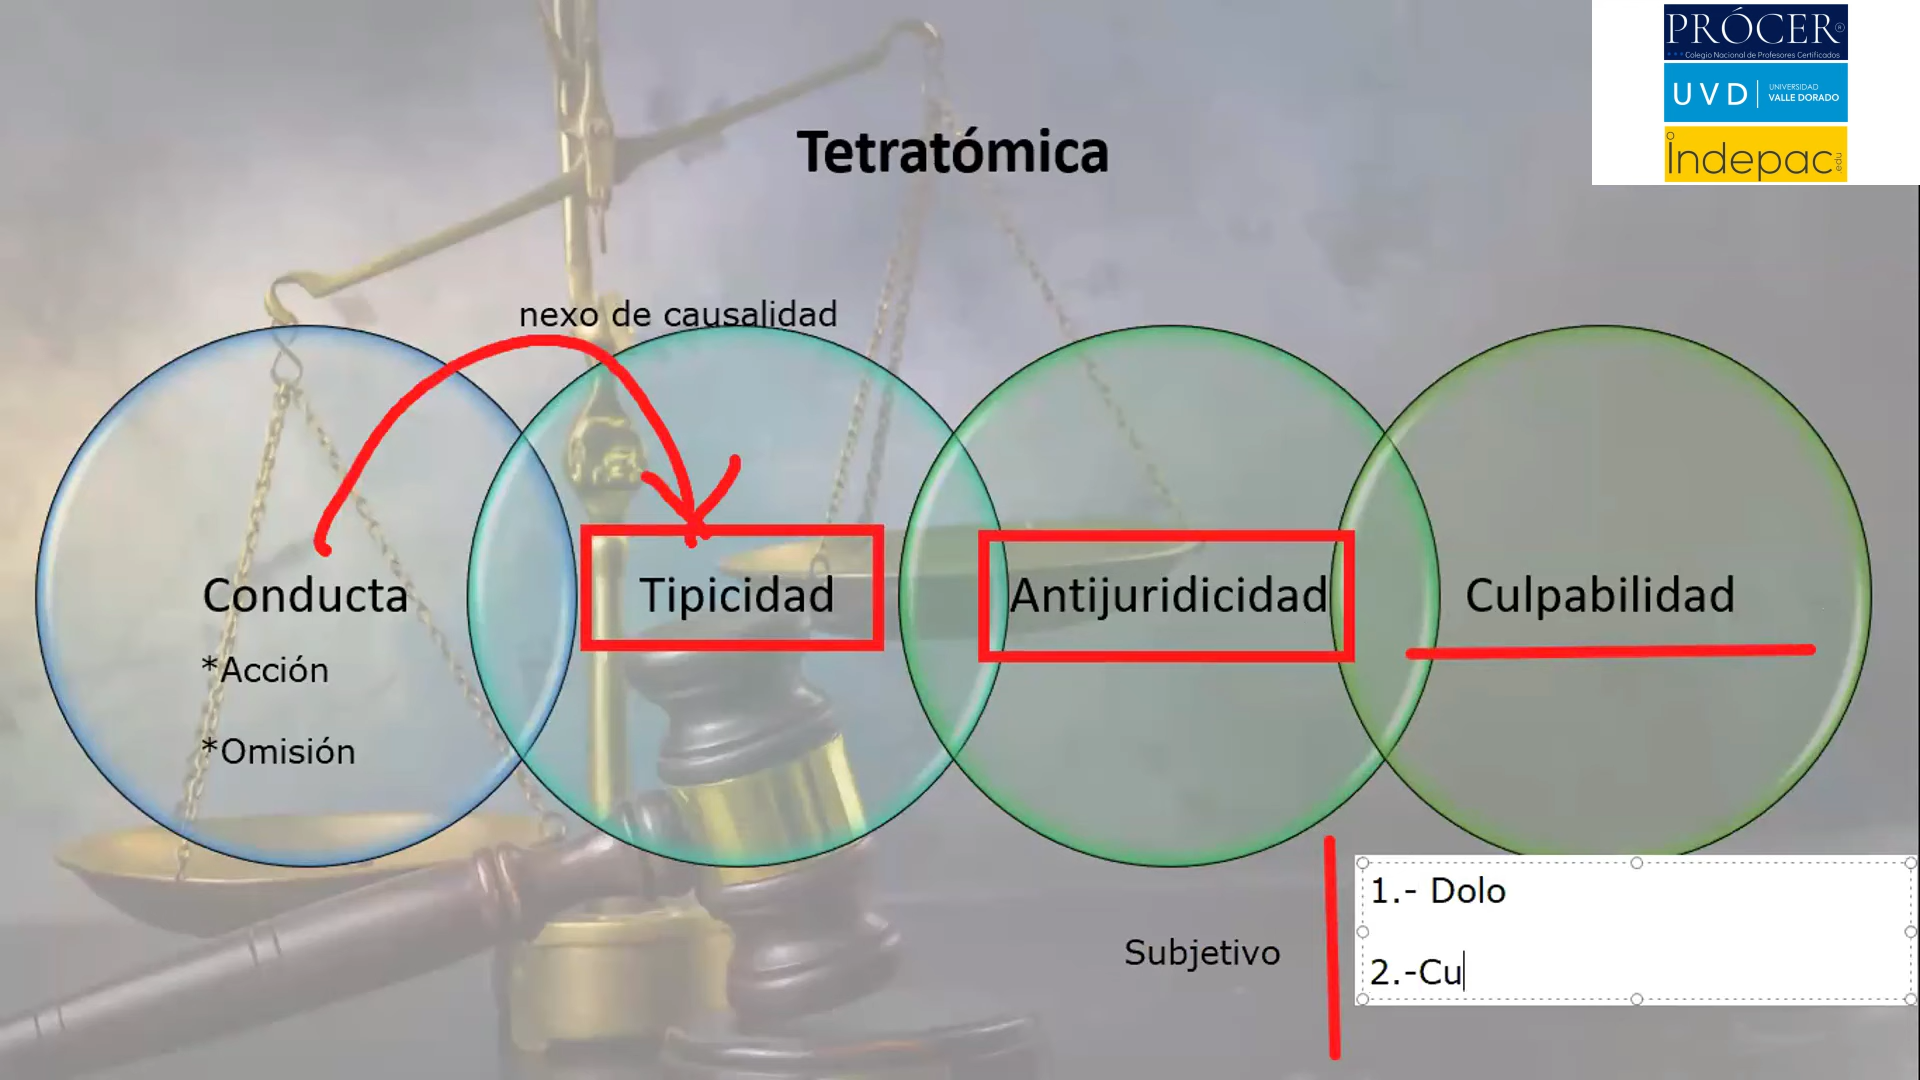 PRÓCER®
Colegio Nacional de Profesores Certificados
UVD UNIVERSIDAD
VALLE DORADO
indepac.edu
Tetratómica
nexo de causalidad
Conducta
Tipicidad
Antijuridicidad
Culpabilidad
*Acción
*Omisión
Subjetivo
1.- Dolo
2.-Cu